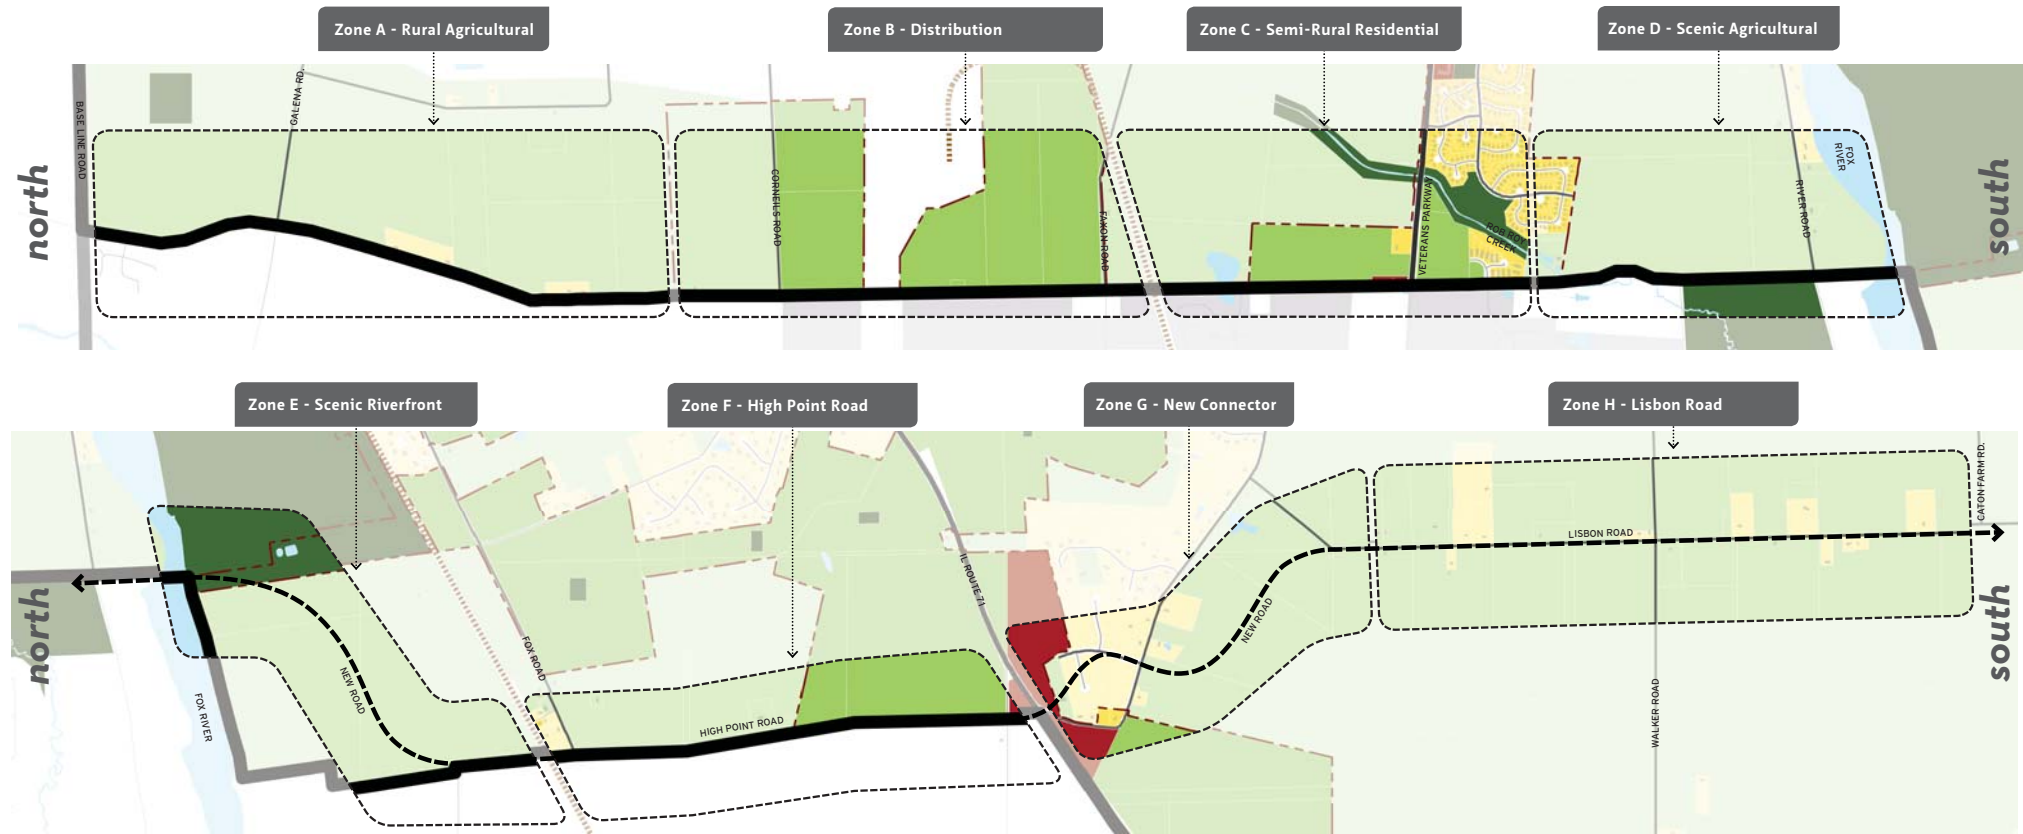 Zone A - Rural Agricultural
Zone B - Distribution
Zone C - Semi-Rural Residential
Zone D - Scenic Agricultural
north
BASE LINE ROAD
GALENA RD.
CORNEILS ROAD
FAXON ROAD
VETERANS PARKWAY
ROB ROY
CREEK
RIVER ROAD
FOX
RIVER
south
Zone E - Scenic Riverfront
Zone F - High Point Road
Zone G - New Connector
Zone H - Lisbon Road
north
FOX RIVER
NEW ROAD
FOX ROAD
HIGH POINT ROAD
IL ROUTE 71
NEW ROAD
LISBON ROAD
WALKER ROAD
CATON FARM RD.
south